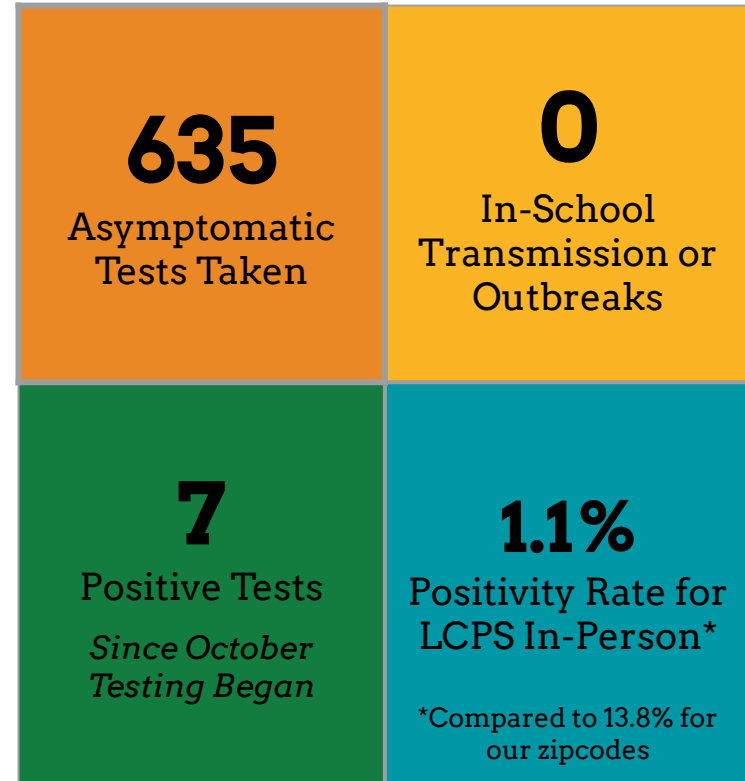 635
Asymptomatic
Tests Taken
0
In-School
Transmission or
Outbreaks
7
Positive Tests
Since October
Testing Began
1.1%
Positivity Rate for
LCPS In-Person*
*Compared to 13.8% for
our zipcodes